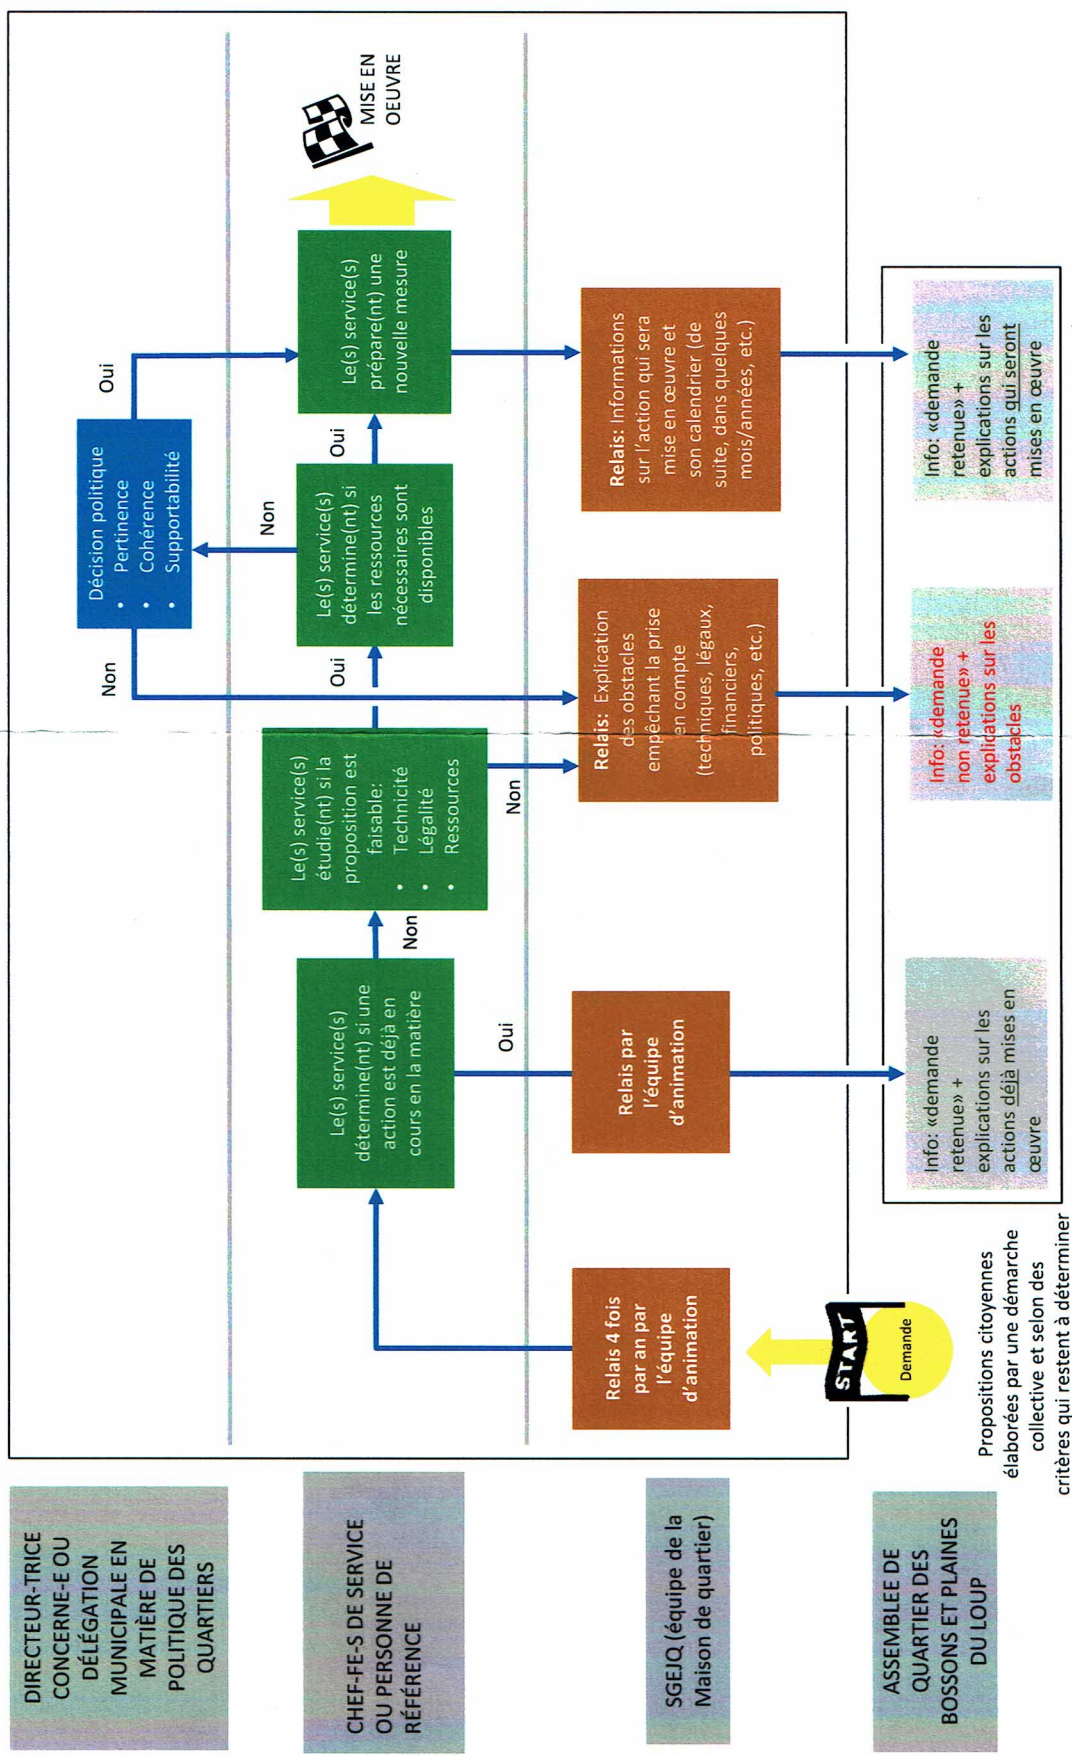 DIRECTEUR-TRICE
CONCERNE-E OU
DÉLÉGATION
MUNICIPALE EN
MATIÈRE DE
POLITIQUE DES
QUARTIERS
Décision politique
• Pertinence
• Cohérence
• Supportabilité
Non
Oui
CHEF-FE-S DE SERVICE
OU PERSONNE DE
RÉFÉRENCE
Le(s) service(s)
détermine(nt) si une
action est déjà en
cours en la matière
Non
Oui
Le(s) service(s)
étudie(nt) si la
proposition est
faisable:
• Technicité
• Légalité
• Ressources
Oui
Non
Le(s) service(s)
détermine(nt) si
les ressources
nécessaires sont
disponibles
Non
Oui
Le(s) service(s)
prépare(nt) une
nouvelle mesure
MISE EN
OEUVRE
SGEJQ (équipe de la
Maison de quartier)
Relais 4 fois
par an par
l'équipe
d'animation
Relais par
l'équipe
d'animation
Relais: Explication
des obstacles
empêchant la prise
en compte
(techniques, légaux,
financiers,
politiques, etc.)
Relais: Informations
sur l'action qui sera
mise en œuvre et
son calendrier (de
suite, dans quelques
mois/années, etc.)
ASSEMBLEE DE
QUARTIER DES
BOSSONS ET PLAINES
DU LOUP
START
Demande
Propositions citoyennes
élaborées par une démarche
collective et selon des
critères qui restent à déterminer
Info: «demande
retenue» +
explications sur les
actions déjà mises en
œuvre
Info: «demande
non retenue» +
explications sur les
obstacles
Info: «demande
retenue» +
explications sur les
actions qui seront
mises en œuvre